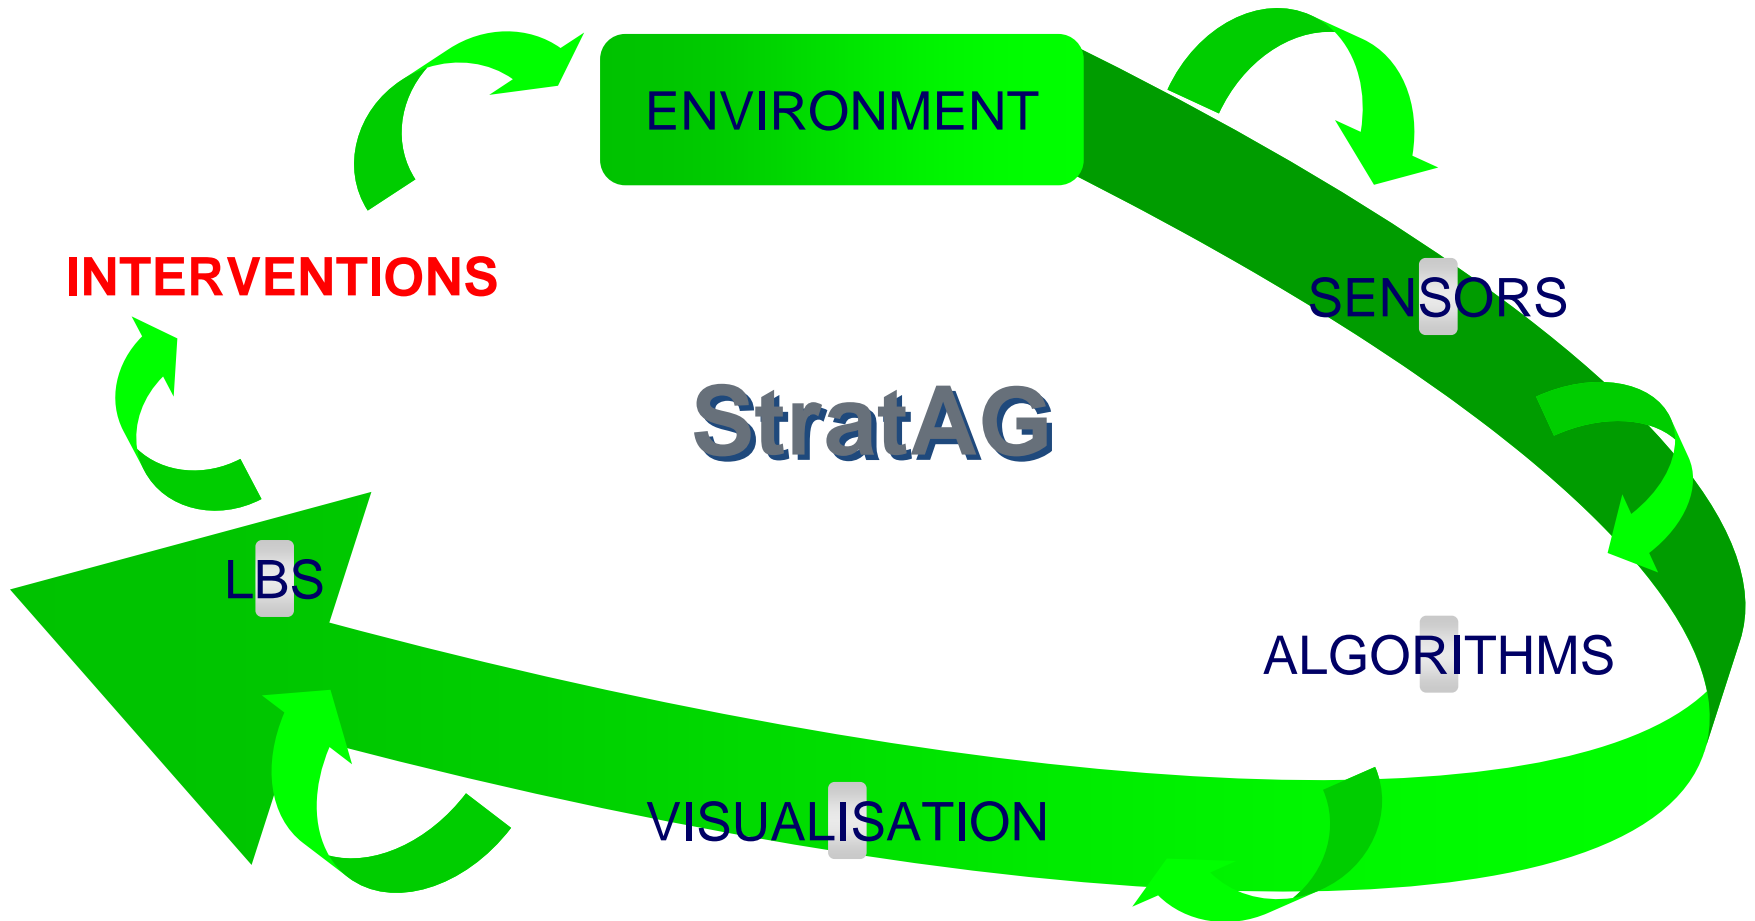 ENVIRONMENT
INTERVENTIONS
SENSORS
StratAG
LBS
ALGORITHMS
VISUALISATION